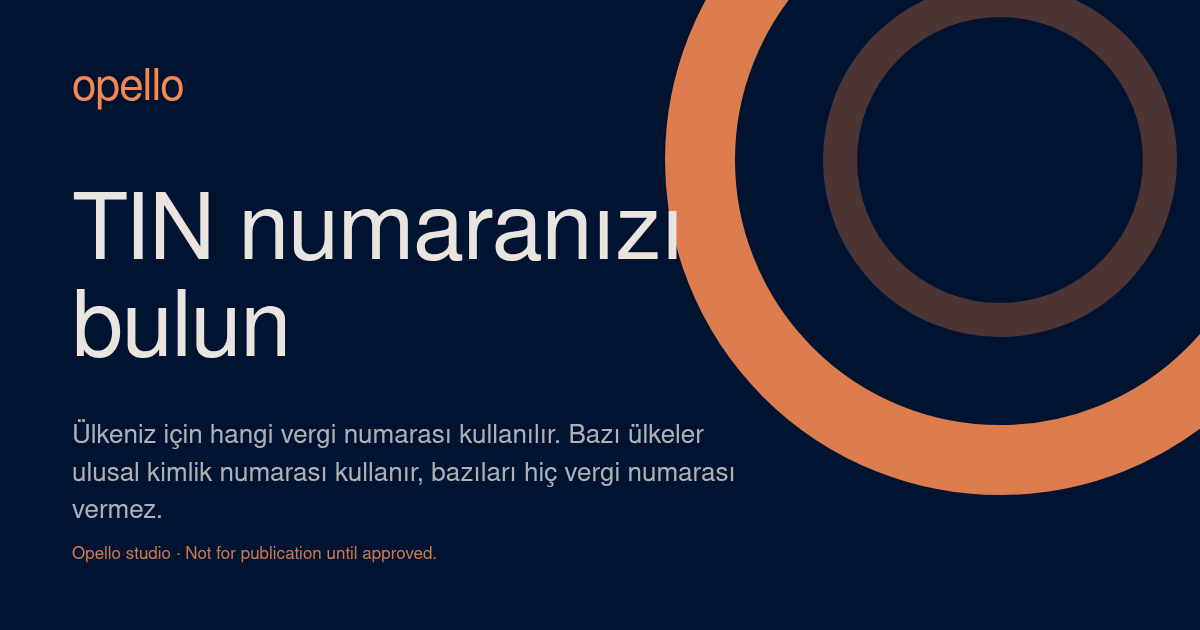 opello
TIN numaranızı
bulun
Ülkeniz için hangi vergi numarası kullanılır. Bazı ülkeler
ulusal kimlik numarası kullanır, bazıları hiç vergi numarası
vermez.
Opello studio · Not for publication until approved.